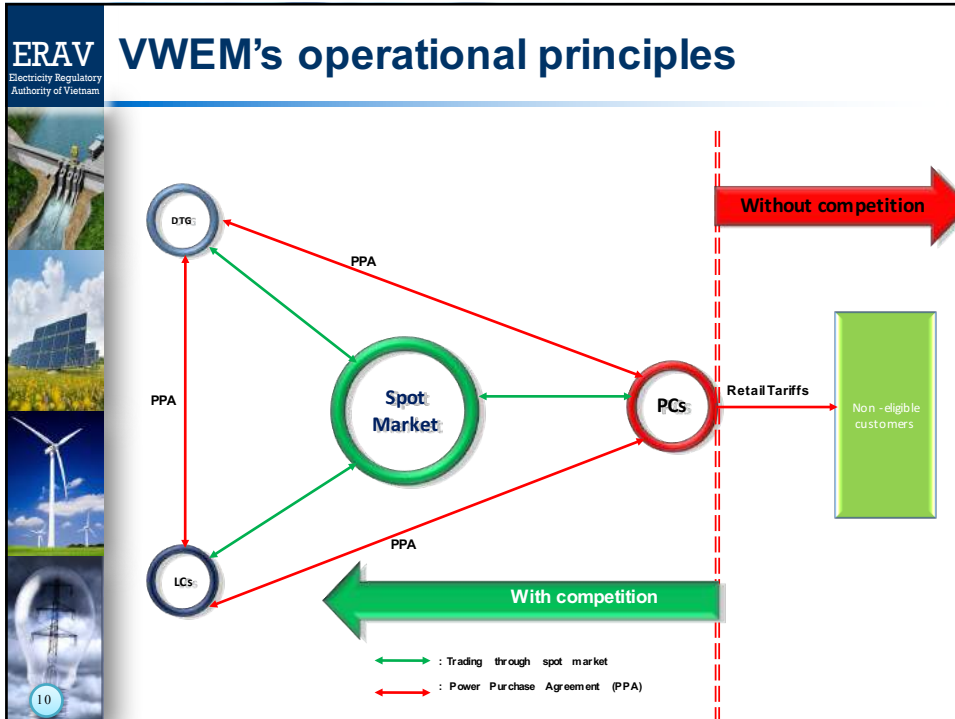 ERAV
Electricity Regulatory
Authority of Vietnam
VWEM's operational principles
DTG
PPA
Without competition
PPA
Spot
Market
PCs
Retail Tariffs
Non -eligible
customers
PPA
LCs
With competition
: Trading through spot market
: Power Purchase Agreement (PPA)
10